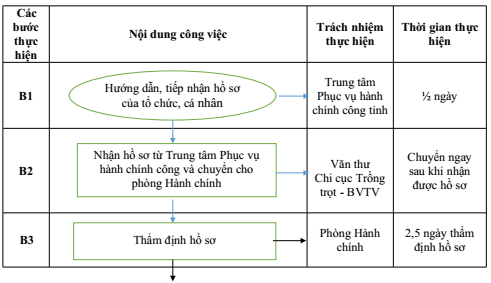 Các
bước
thực
hiện
Nội dung công việc
Trách nhiệm
thực hiện
Thời gian thực
hiện
B1
Hướng dẫn, tiếp nhận hồ sơ
của tổ chức, cá nhân
Trung tâm
Phục vụ hành
chính công tỉnh
½ ngày
B2
Nhận hồ sơ từ Trung tâm Phục vụ
hành chính công và chuyển cho
phòng Hành chính
Văn thư
Chi cục Trồng
trọt - BVTV
Chuyển ngay
sau khi nhận
được hồ sơ
B3
Thẩm định hồ sơ
Phòng Hành
chính
2,5 ngày thẩm
định hồ sơ